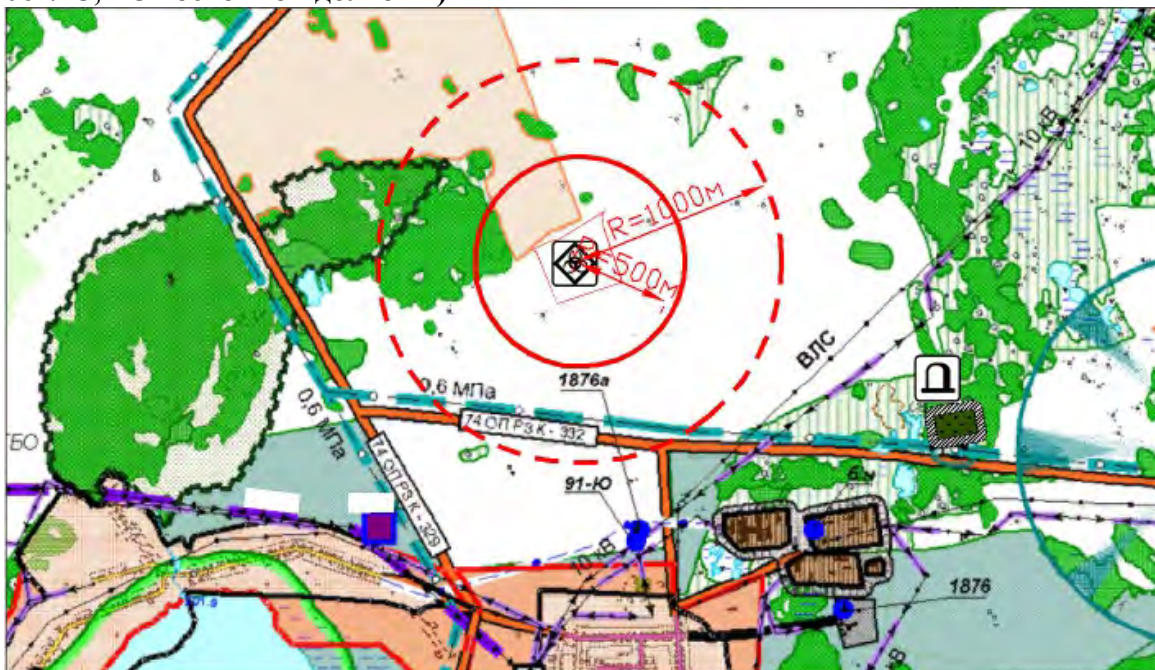 R=1000м
R=500м
10 кВ
ВЛС
1876а
0,6 МПа
0,6 МПа
74 ОП РЗ К - 332
74 ОП РЗ К - 329
ТБО
91-Ю
1876